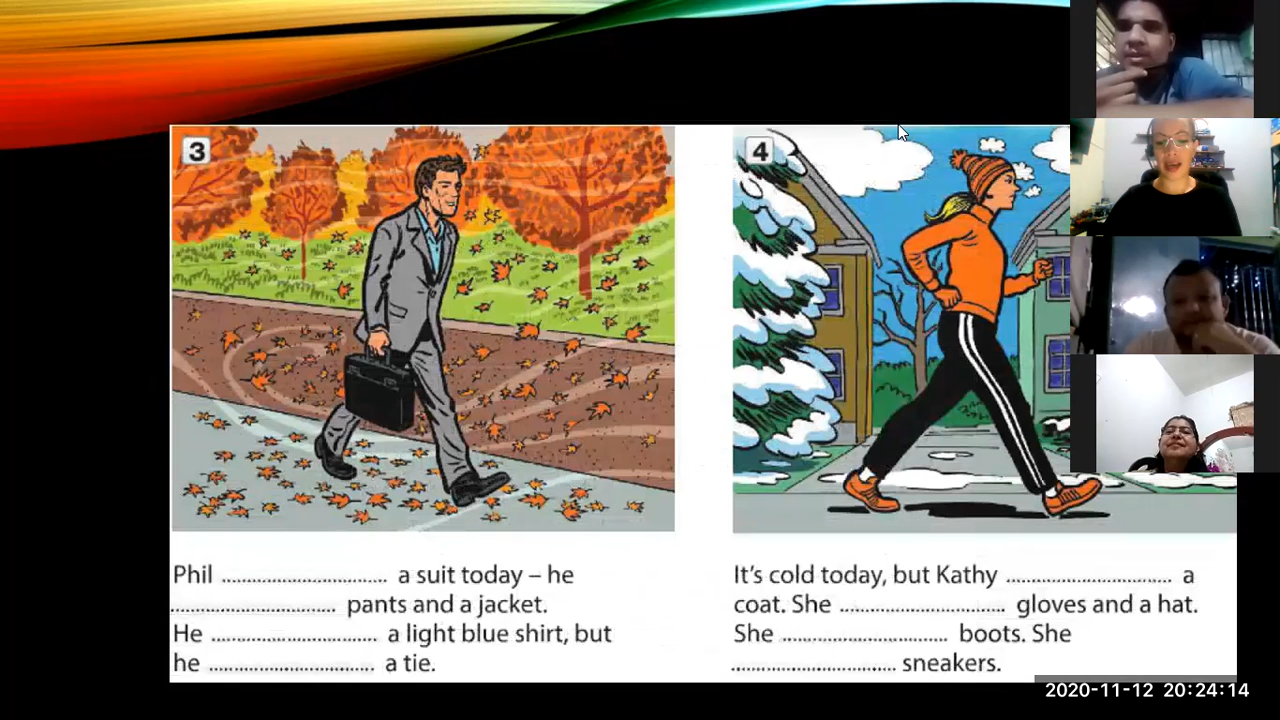 3
4
Phil ................................. a suit today – he
................................. pants and a jacket.
He ................................. a light blue shirt, but
he ................................. a tie.
It's cold today, but Kathy ................................. a
coat. She ................................. gloves and a hat.
She ................................. boots. She
................................. sneakers.
2020-11-12 20:24:14